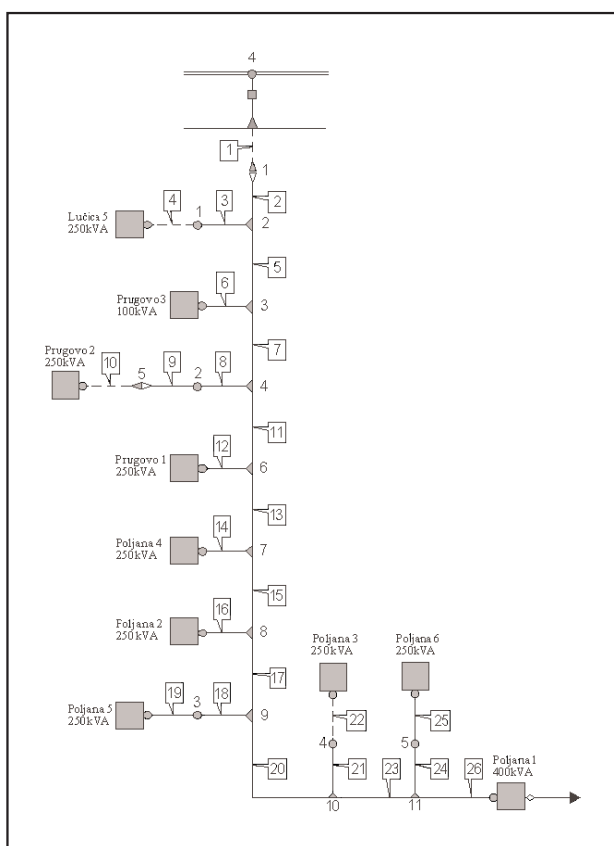 4
1
1
2
Lučica 5
250kVA
4
1
3
2
5
Prugovo 3
100kVA
6
3
7
Prugovo 2
250kVA
10
5
9
2
8
4
11
Prugovo 1
250kVA
12
6
13
Poljana 4
250kVA
14
7
15
Poljana 2
250kVA
16
8
17
Poljana 5
250kVA
19
3
18
9
Poljana 3
250kVA
Poljana 6
250kVA
22
25
4
5
20
21
23
24
26
Poljana 1
400kVA
10
11